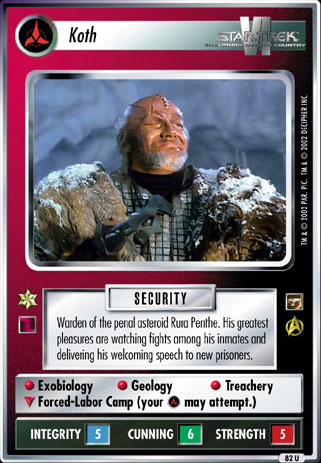 Koth
STAR TREK
VI
THE UNDISCOVERED COUNTRY
TM & © 2002 PAR. PIC. TM & © 2002 DECIPHER INC.
SECURITY
Warden of the penal asteroid Rura Penthe. His greatest
pleasures are watching fights among his inmates and
delivering his welcoming speech to new prisoners.
Exobiology Geology Treachery
Forced-Labor Camp (your may attempt.)
INTEGRITY 5 CUNNING 6 STRENGTH 5
82 U